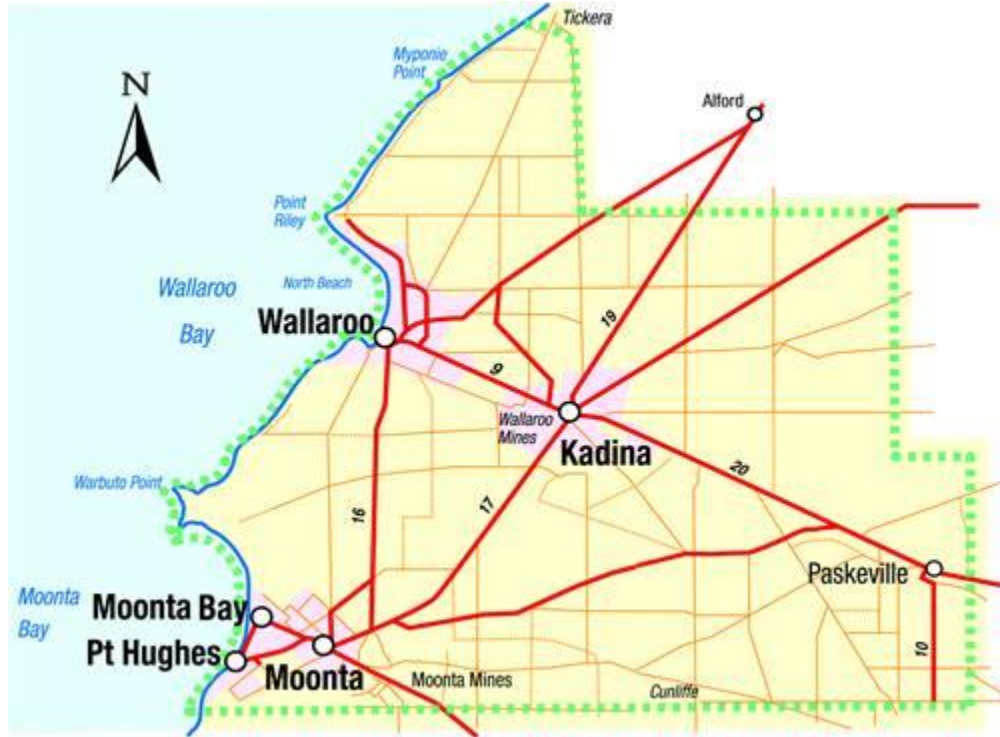 Tickera
Myponie
Point
N
Alford
Point
Riley
North Beach
Wallaroo
Bay
Wallaroo
19
9
Wallaroo
Mines
Kadina
20
Warbuto Point
16
17
Paskeville
Moonta
Bay
Moonta Bay
Pt Hughes
Moonta
Moonta Mines
10
Cunliffe